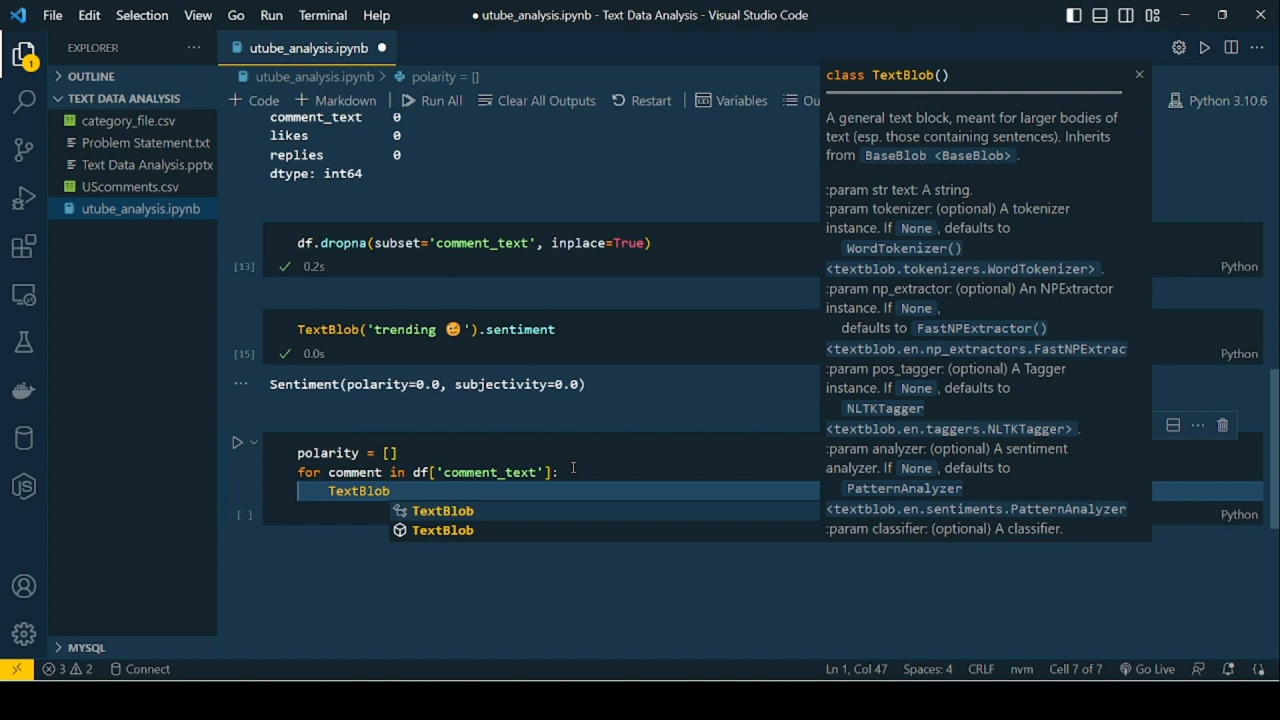 File Edit Selection View Go Run Terminal Help
● utube_analysis.ipynb - Text Data Analysis - Visual Studio Code
EXPLORER
OUTLINE
TEXT DATA ANALYSIS
category_file.csv
Problem Statement.txt
Text Data Analysis.pptx
UScomments.csv
utube_analysis.ipynb
MYSQL
1
utube_analysis.ipynb ●
utube_analysis.ipynb > polarity = []
+ Code + Markdown Run All Clear All Outputs Restart Variables Ou
Python 3.10.6
comment_text 0
likes 0
replies 0
dtype: int64
df.dropna(subset='comment_text', inplace=True)
[13] ✓ 0.2s
Python
TextBlob('trending 😅').sentiment
[15] ✓ 0.0s
Python
Sentiment(polarity=0.0, subjectivity=0.0)
polarity = []
for comment in df['comment_text']:
TextBlob
[ ]
Python
TextBlob
TextBlob
class TextBlob()
A general text block, meant for larger bodies of
text (esp. those containing sentences). Inherits
from BaseBlob <BaseBlob> .
:param str text: A string.
:param tokenizer: (optional) A tokenizer
instance. If None, defaults to
WordTokenizer()
<textblob.tokenizers.WordTokenizer> .
:param np_extractor: (optional) An NPExtractor
instance. If None ,
defaults to FastNPExtractor()
<textblob.en.np_extractors.FastNPExtrac
:param pos_tagger: (optional) A Tagger
instance. If None , defaults to
NLTKTagger
<textblob.en.taggers.NLTKTagger> .
:param analyzer: (optional) A sentiment
analyzer. If None , defaults to
PatternAnalyzer
<textblob.en.sentiments.PatternAnalyzer
:param classifier: (optional) A classifier.
3 2 Connect
Ln 1, Col 47 Spaces: 4 CRLF nvm Cell 7 of 7 Go Live